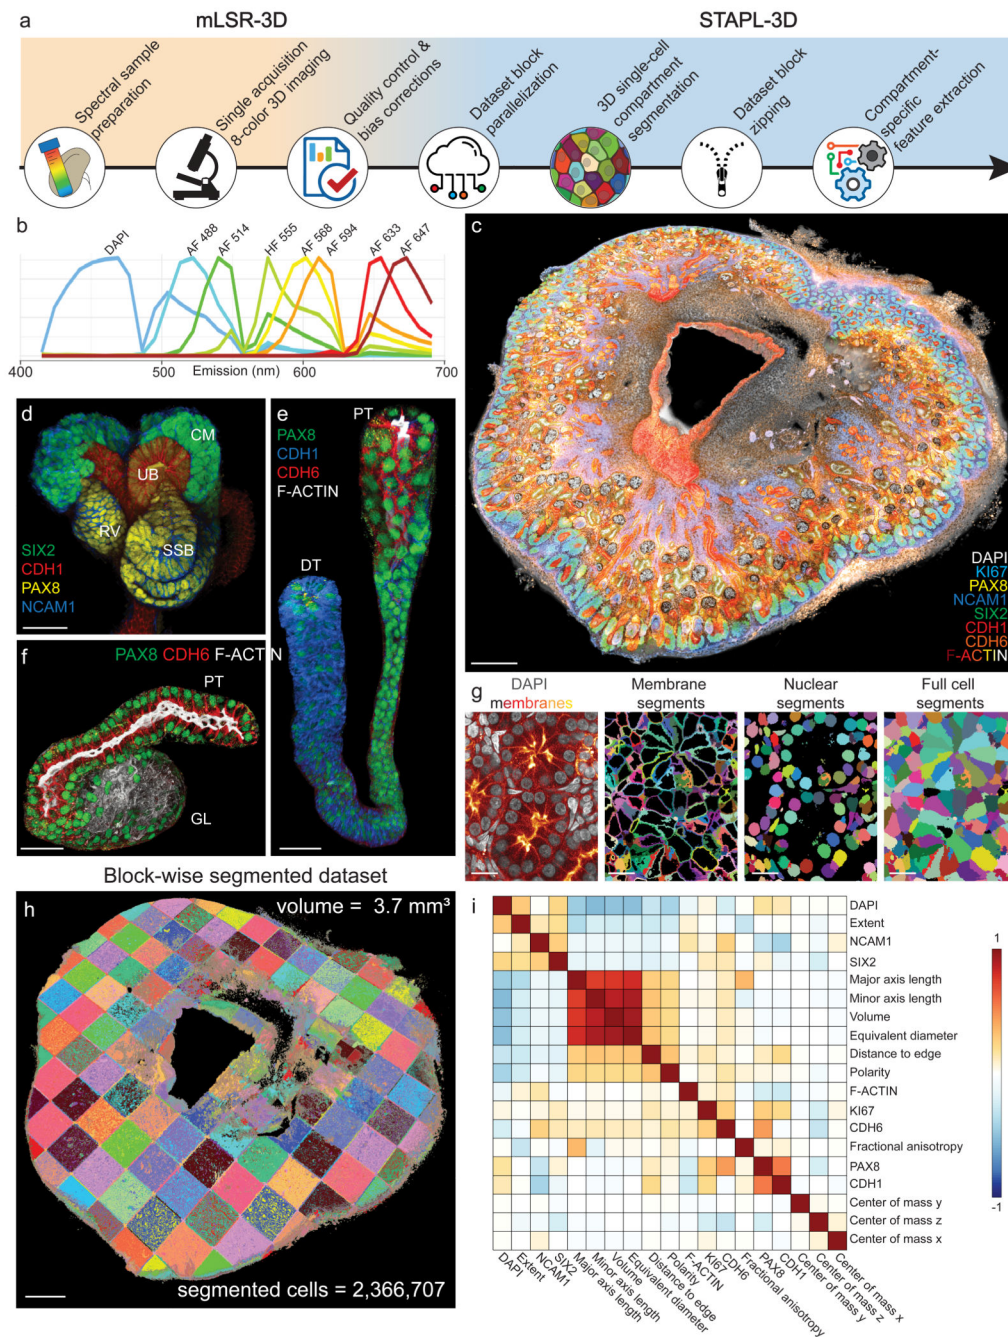 a
mLSR-3D
STAPL-3D
Spectral sample
preparation
Single acquisition
8-color 3D imaging
Quality control &
bias corrections
Dataset block
parallelization
3D single-cell
compartment
segmentation
Dataset block
zipping
Compartment-
specific
feature extraction
b
DAPI
AF 488
AF 514
HF 555
AF 568
AF 594
AF 633
AF 647
400
500
Emission (nm)
600
700
c
DAPI
KI67
PAX8
NCAM1
SIX2
CDH1
CDH6
F-ACTIN
d
CM
UB
RV
SSB
SIX2
CDH1
PAX8
NCAM1
e
PT
PAX8
CDH1
CDH6
F-ACTIN
DT
f
PAX8 CDH6 F-ACTIN
PT
GL
g
DAPI
membranes
Membrane
segments
Nuclear
segments
Full cell
segments
Block-wise segmented dataset
h
volume = 3.7 mm³
segmented cells = 2,366,707
i
DAPI
Extent
NCAM1
SIX2
Major axis length
Minor axis length
Volume
Equivalent diameter
Distance to edge
Polarity
F-ACTIN
KI67
CDH6
Fractional anisotropy
PAX8
CDH1
Center of mass y
Center of mass z
Center of mass x
1
-1
DAPI
Extent
NCAM1
SIX2
Major axis length
Minor axis length
Volume
Equivalent diameter
Distance to edge
Polarity
F-ACTIN
KI67
CDH6
Fractional anisotropy
PAX8
CDH1
Center of mass y
Center of mass z
Center of mass x